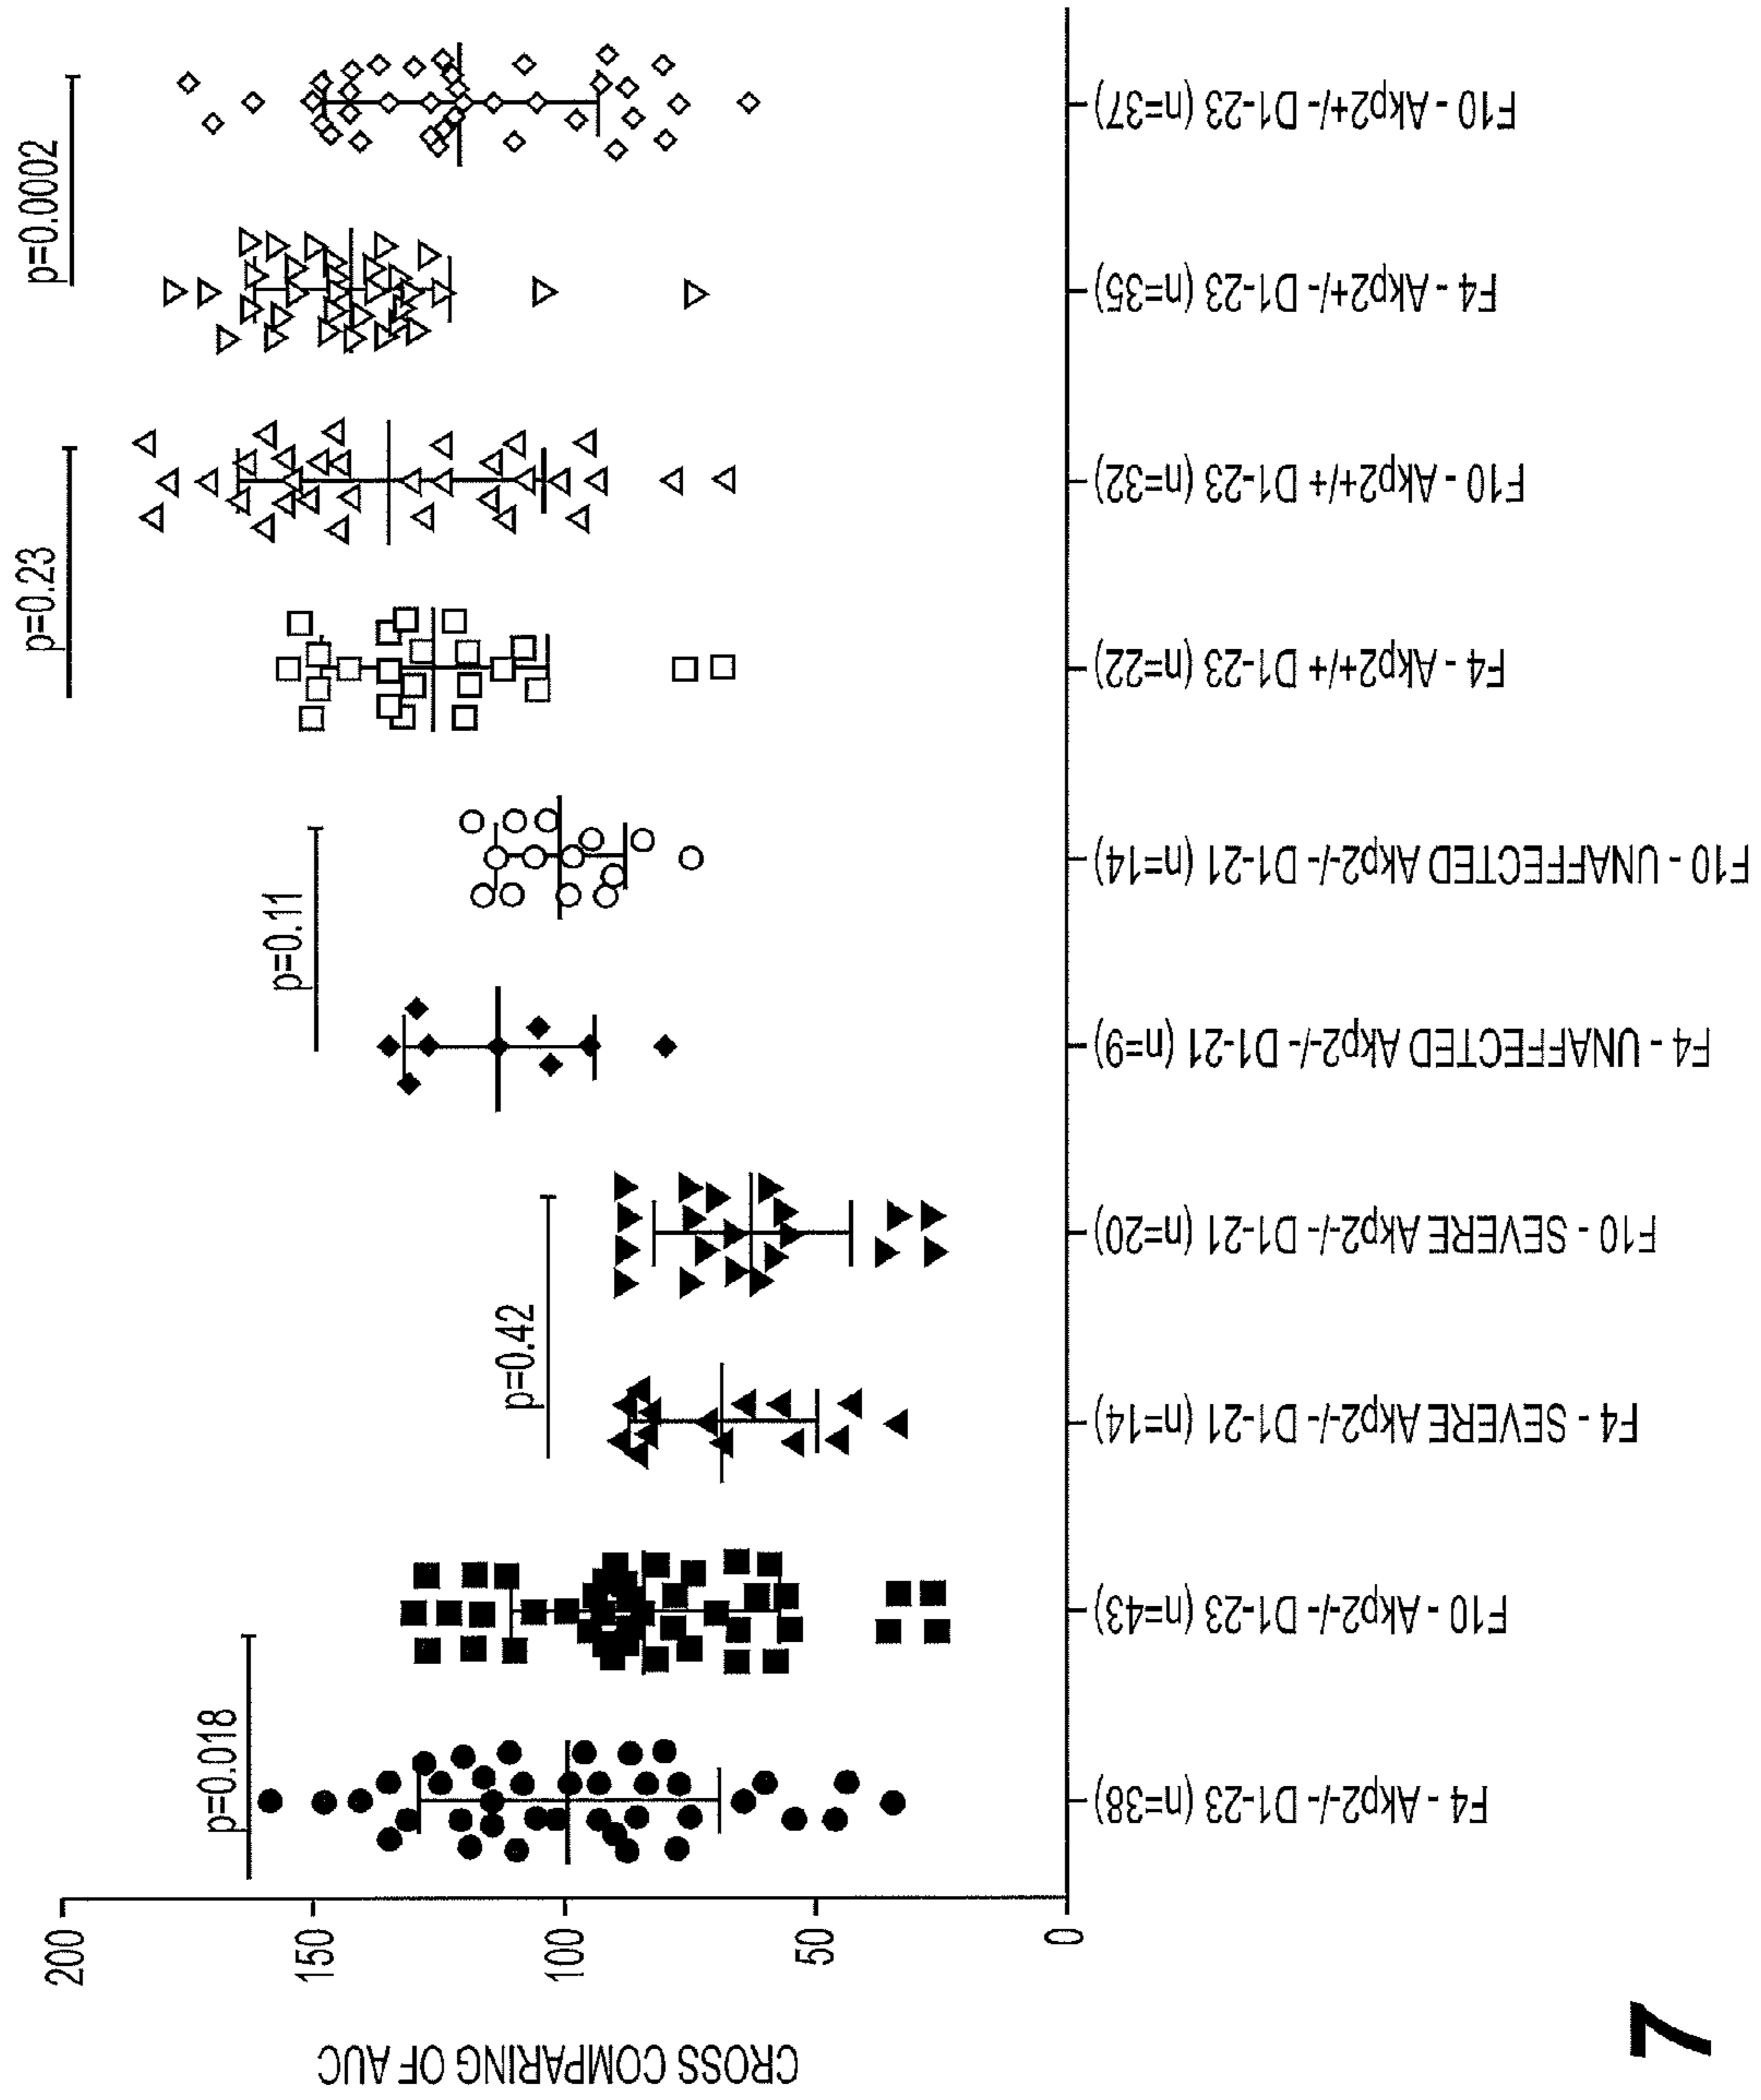 CROSS COMPARING OF AUC
200
150
100
50
0
p=0.018
p=0.42
p=0.11
p=0.23
p=0.0002
F4 - Akp2-/- D1-23 (n=38)
F10 - Akp2-/- D1-23 (n=43)
F4 - SEVERE Akp2-/- D1-21 (n=14)
F10 - SEVERE Akp2-/- D1-21 (n=20)
F4 - UNAFFECTED Akp2-/- D1-21 (n=9)
F10 - UNAFFECTED Akp2-/- D1-21 (n=14)
F4 - Akp2+/+ D1-23 (n=22)
F10 - Akp2+/+ D1-23 (n=32)
F4 - Akp2+/- D1-23 (n=35)
F10 - Akp2+/- D1-23 (n=37)
7